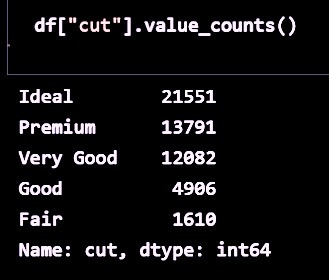 df["cut"].value_counts()
Ideal 21551
Premium 13791
Very Good 12082
Good 4906
Fair 1610
Name: cut, dtype: int64